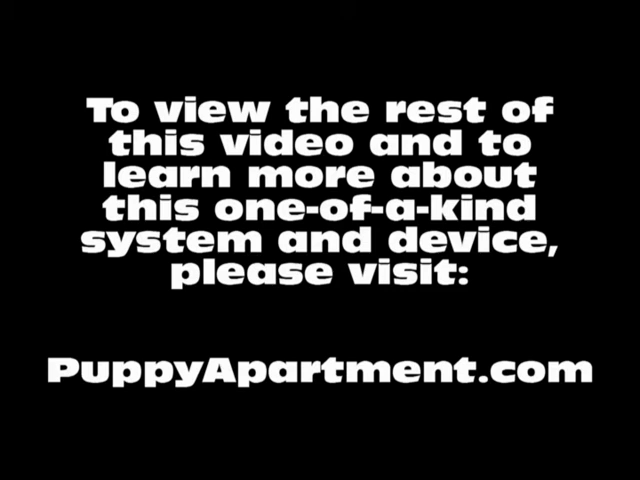 To view the rest of
this video and to
learn more about
this one-of-a-kind
system and device,
please visit:
PuppyApartment.com